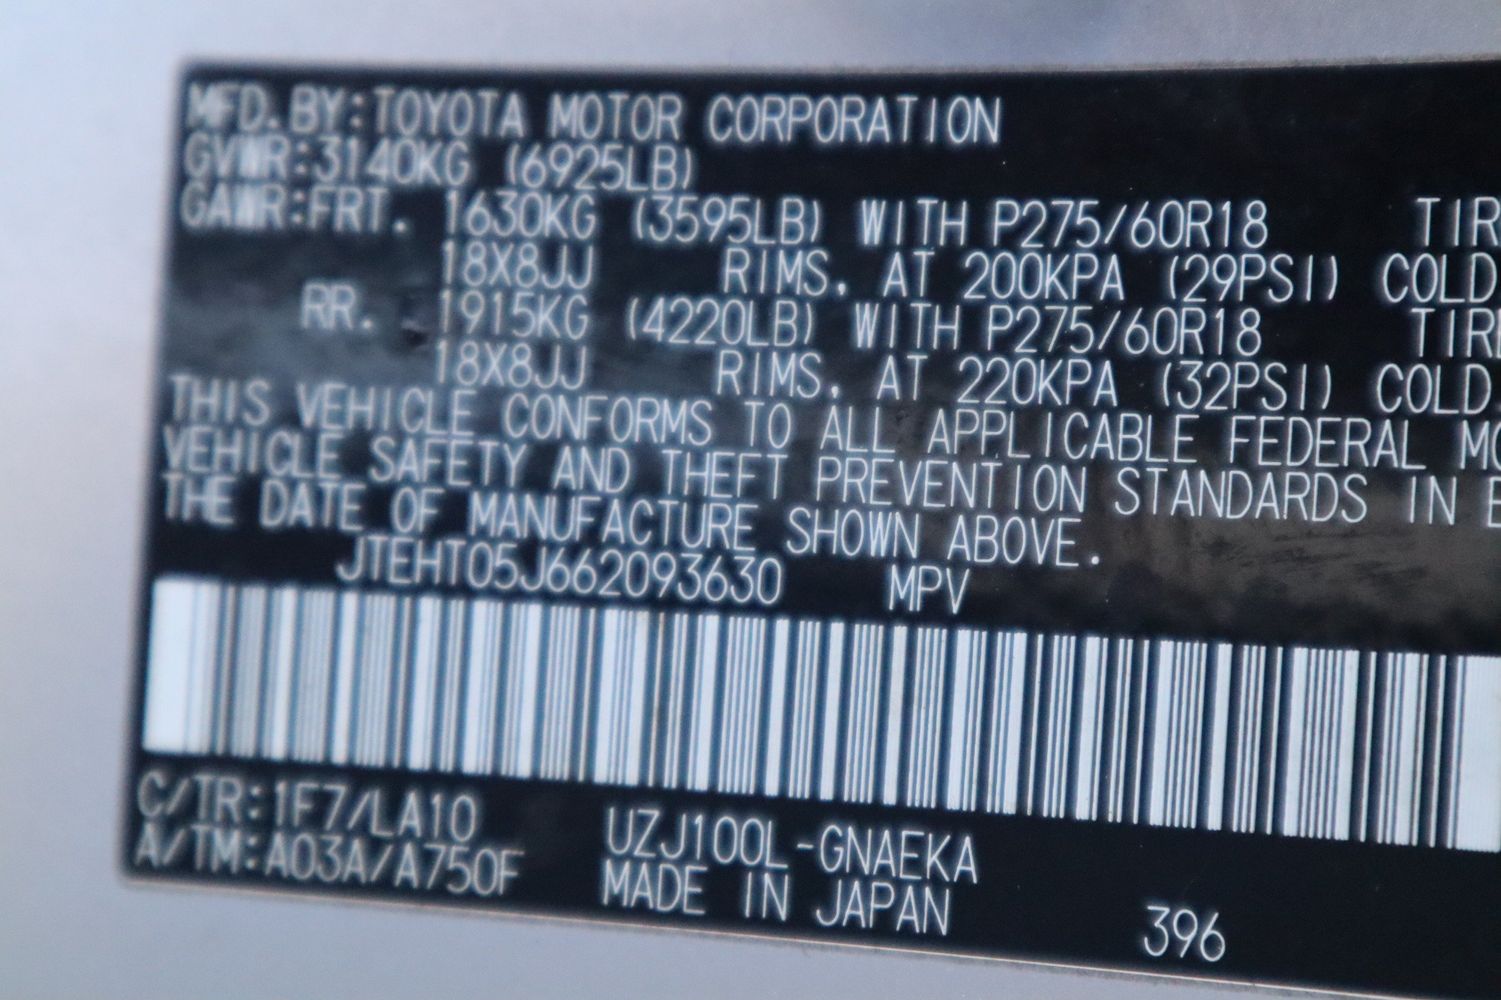 MFD. BY: TOYOTA MOTOR CORPORATION
GVWR: 3140KG (6925LB)
GAWR: FRT. 1630KG (3595LB) WITH P275/60R18 TIR
18X8JJ RIMS, AT 200KPA (29PSI) COLD
RR. 1915KG (4220LB) WITH P275/60R18 TIR
18X8JJ RIMS, AT 220KPA (32PSI) COLD
THIS VEHICLE CONFORMS TO ALL APPLICABLE FEDERAL MO
VEHICLE SAFETY AND THEFT PREVENTION STANDARDS IN E
THE DATE OF MANUFACTURE SHOWN ABOVE.
JTEHT05J662093630 MPV
C/TR: 1F7/LA10 UZJ100L-GNAEKA
A/TM: A03A/A750F MADE IN JAPAN 396